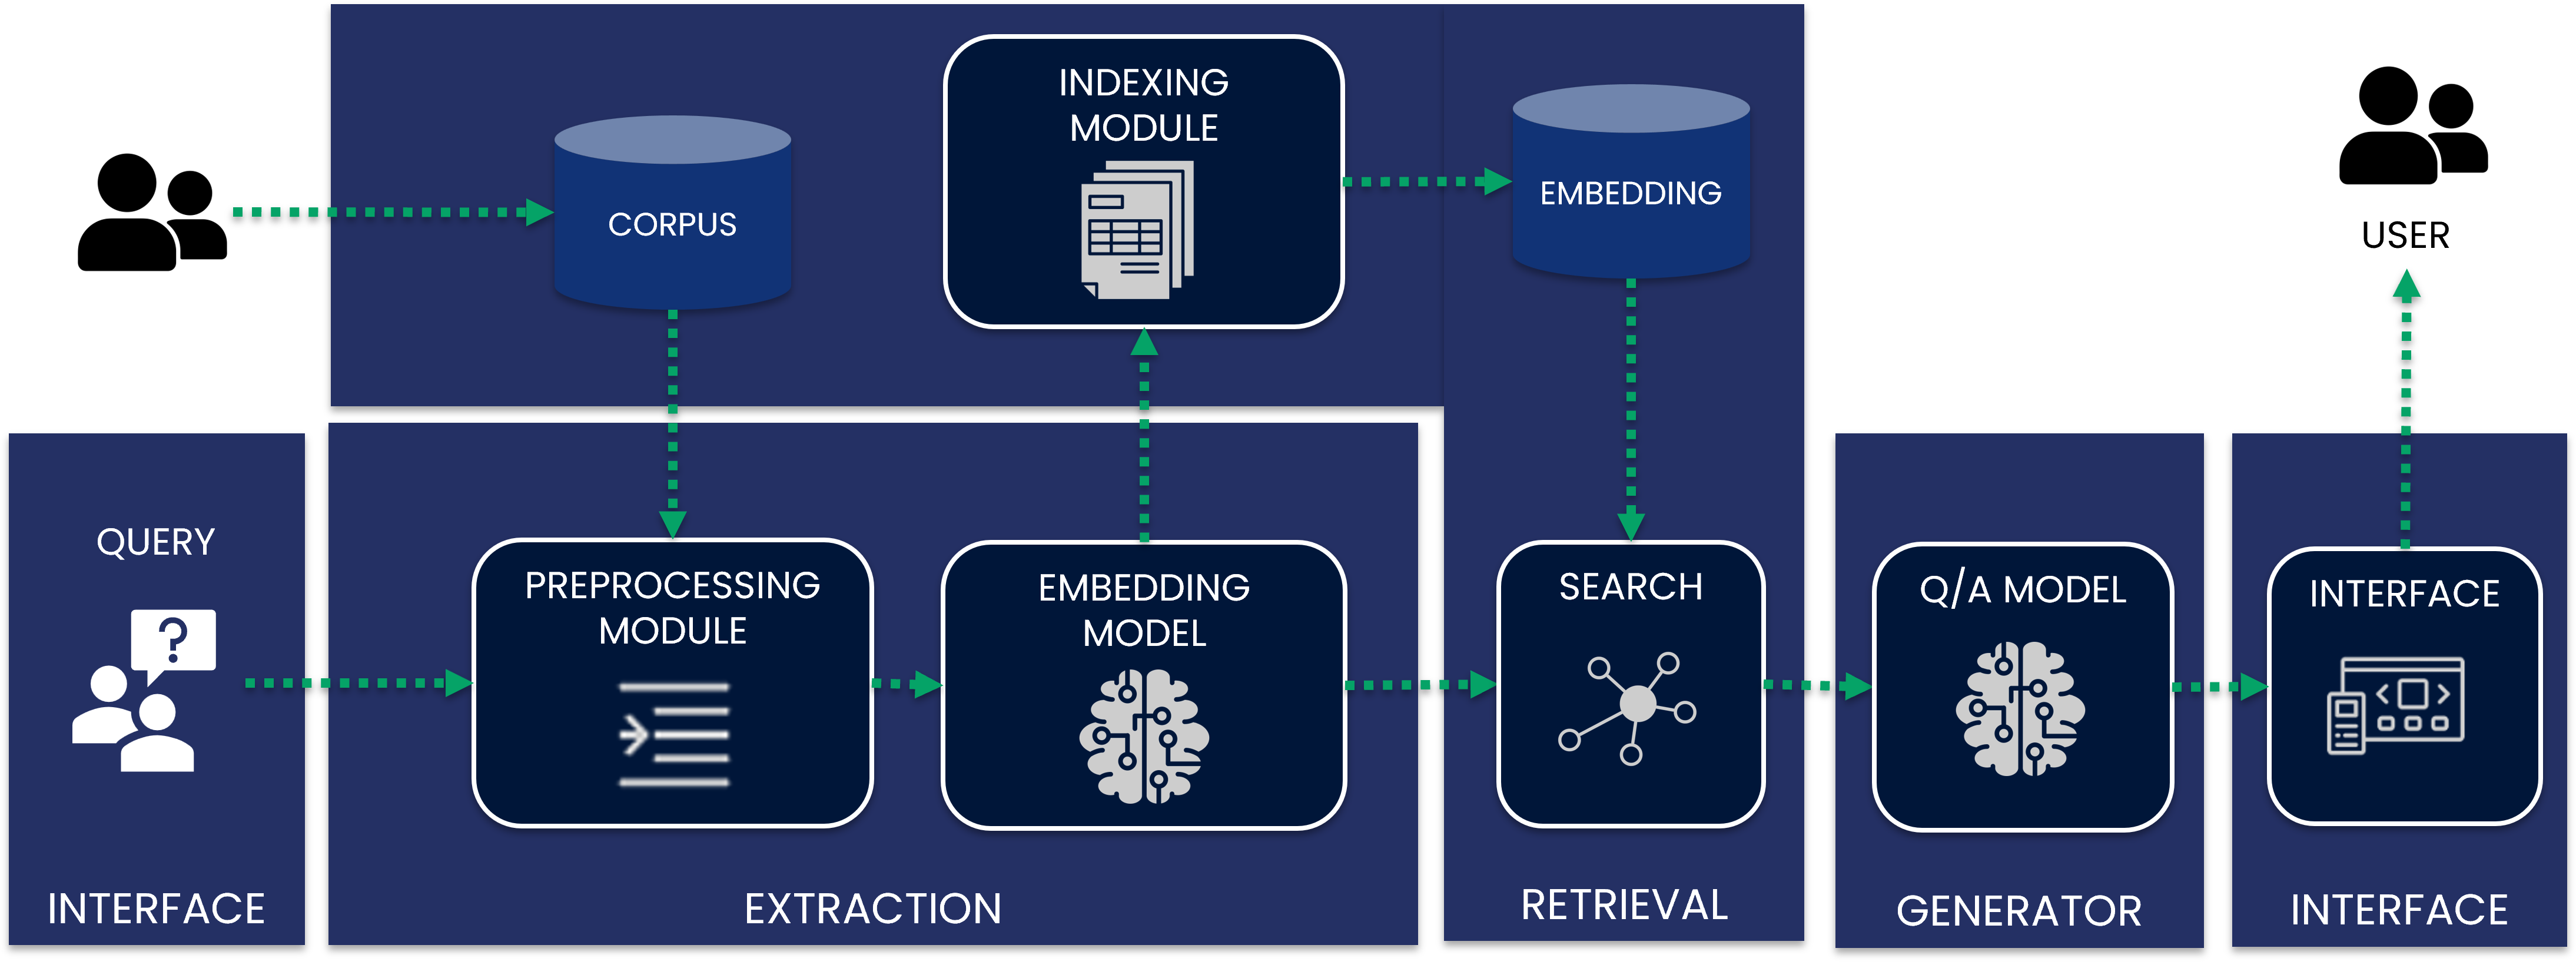 INDEXING
MODULE
CORPUS
EMBEDDING
USER
QUERY
?
PREPROCESSING
MODULE
EMBEDDING
MODEL
SEARCH
Q/A MODEL
INTERFACE
INTERFACE
EXTRACTION
RETRIEVAL
GENERATOR
INTERFACE